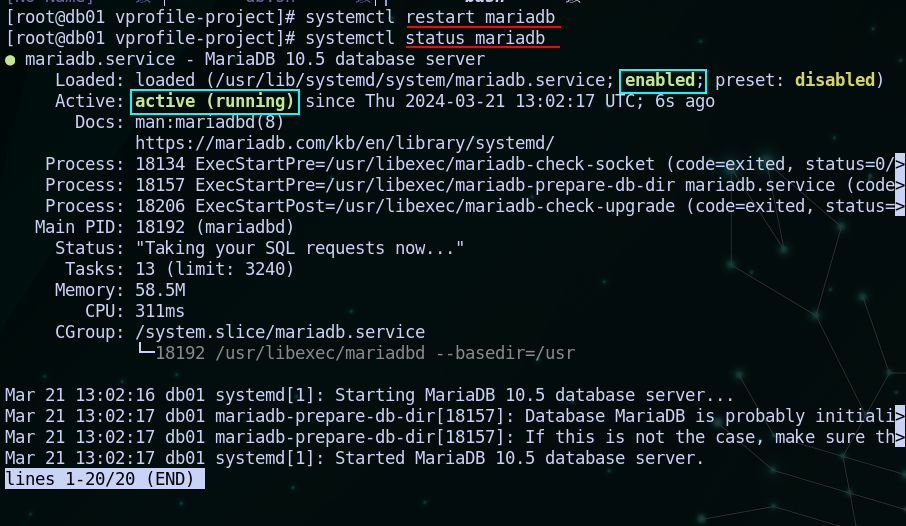 [root@db01 vprofile-project]# systemctl restart mariadb
[root@db01 vprofile-project]# systemctl status mariadb
● mariadb.service - MariaDB 10.5 database server
     Loaded: loaded (/usr/lib/systemd/system/mariadb.service; enabled; preset: disabled)
     Active: active (running) since Thu 2024-03-21 13:02:17 UTC; 6s ago
       Docs: man:mariadbd(8)
             https://mariadb.com/kb/en/library/systemd/
    Process: 18134 ExecStartPre=/usr/libexec/mariadb-check-socket (code=exited, status=0/>
    Process: 18157 ExecStartPre=/usr/libexec/mariadb-prepare-db-dir mariadb.service (code>
    Process: 18206 ExecStartPost=/usr/libexec/mariadb-check-upgrade (code=exited, status=>
   Main PID: 18192 (mariadbd)
     Status: "Taking your SQL requests now..."
      Tasks: 13 (limit: 3240)
     Memory: 58.5M
        CPU: 311ms
     CGroup: /system.slice/mariadb.service
             └─18192 /usr/libexec/mariadbd --basedir=/usr
Mar 21 13:02:16 db01 systemd[1]: Starting MariaDB 10.5 database server...
Mar 21 13:02:17 db01 mariadb-prepare-db-dir[18157]: Database MariaDB is probably initiali>
Mar 21 13:02:17 db01 mariadb-prepare-db-dir[18157]: If this is not the case, make sure th>
Mar 21 13:02:17 db01 systemd[1]: Started MariaDB 10.5 database server.
lines 1-20/20 (END)